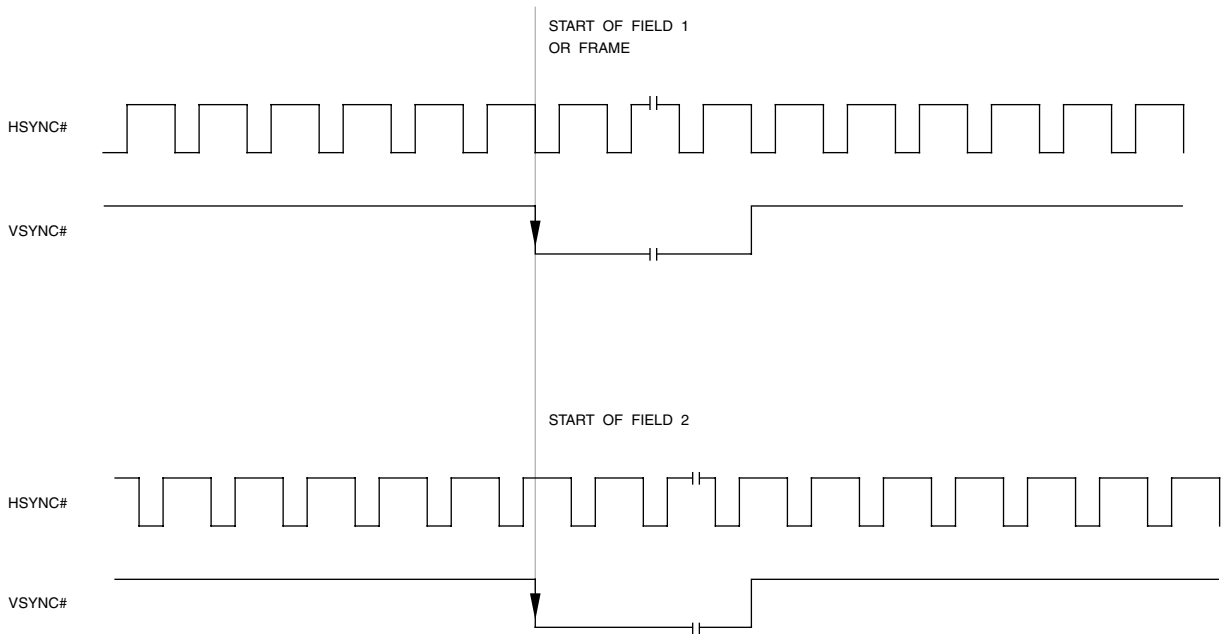 START OF FIELD 1
OR FRAME
HSYNC#
VSYNC#
START OF FIELD 2
HSYNC#
VSYNC#